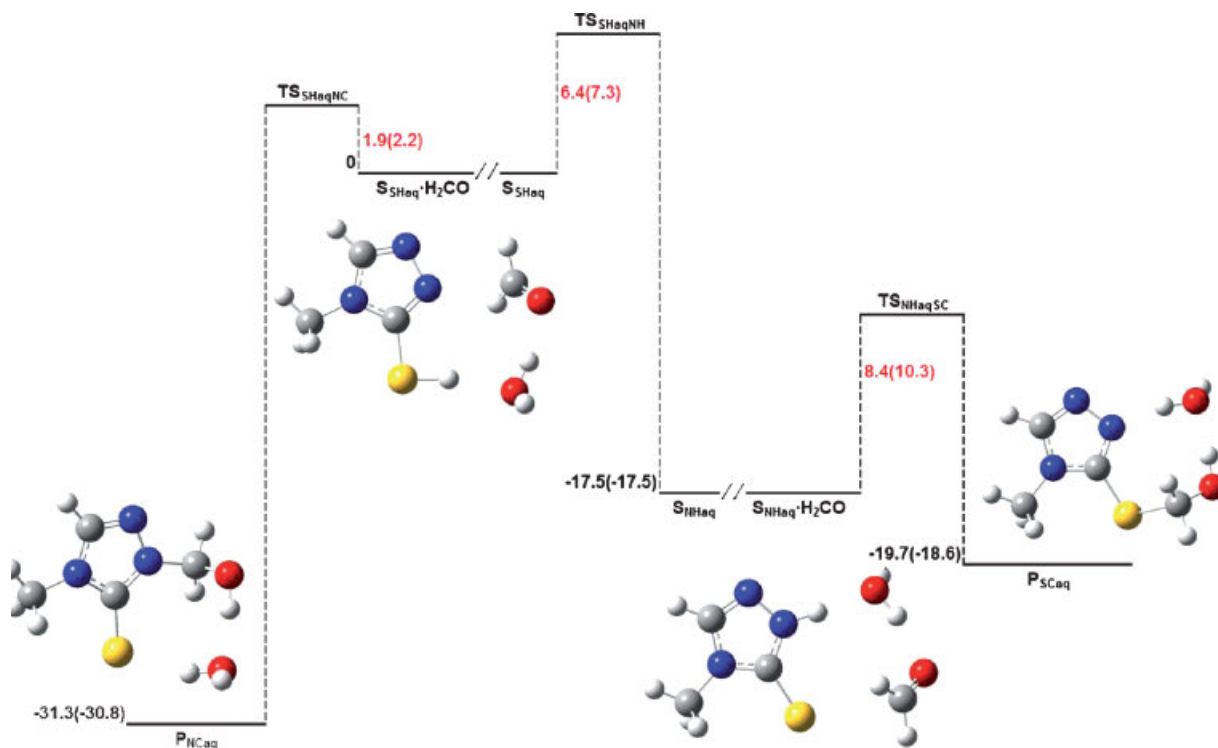 TS_SHaqNH
TS_SHaqNC
6.4(7.3)
1.9(2.2)
0
S_SHaq·H₂CO // S_SHaq
TS_NHaqSC
8.4(10.3)
-17.5(-17.5)
S_NHaq // S_NHaq·H₂CO
-19.7(-18.6)
P_SCaq
-31.3(-30.8)
P_NCaq